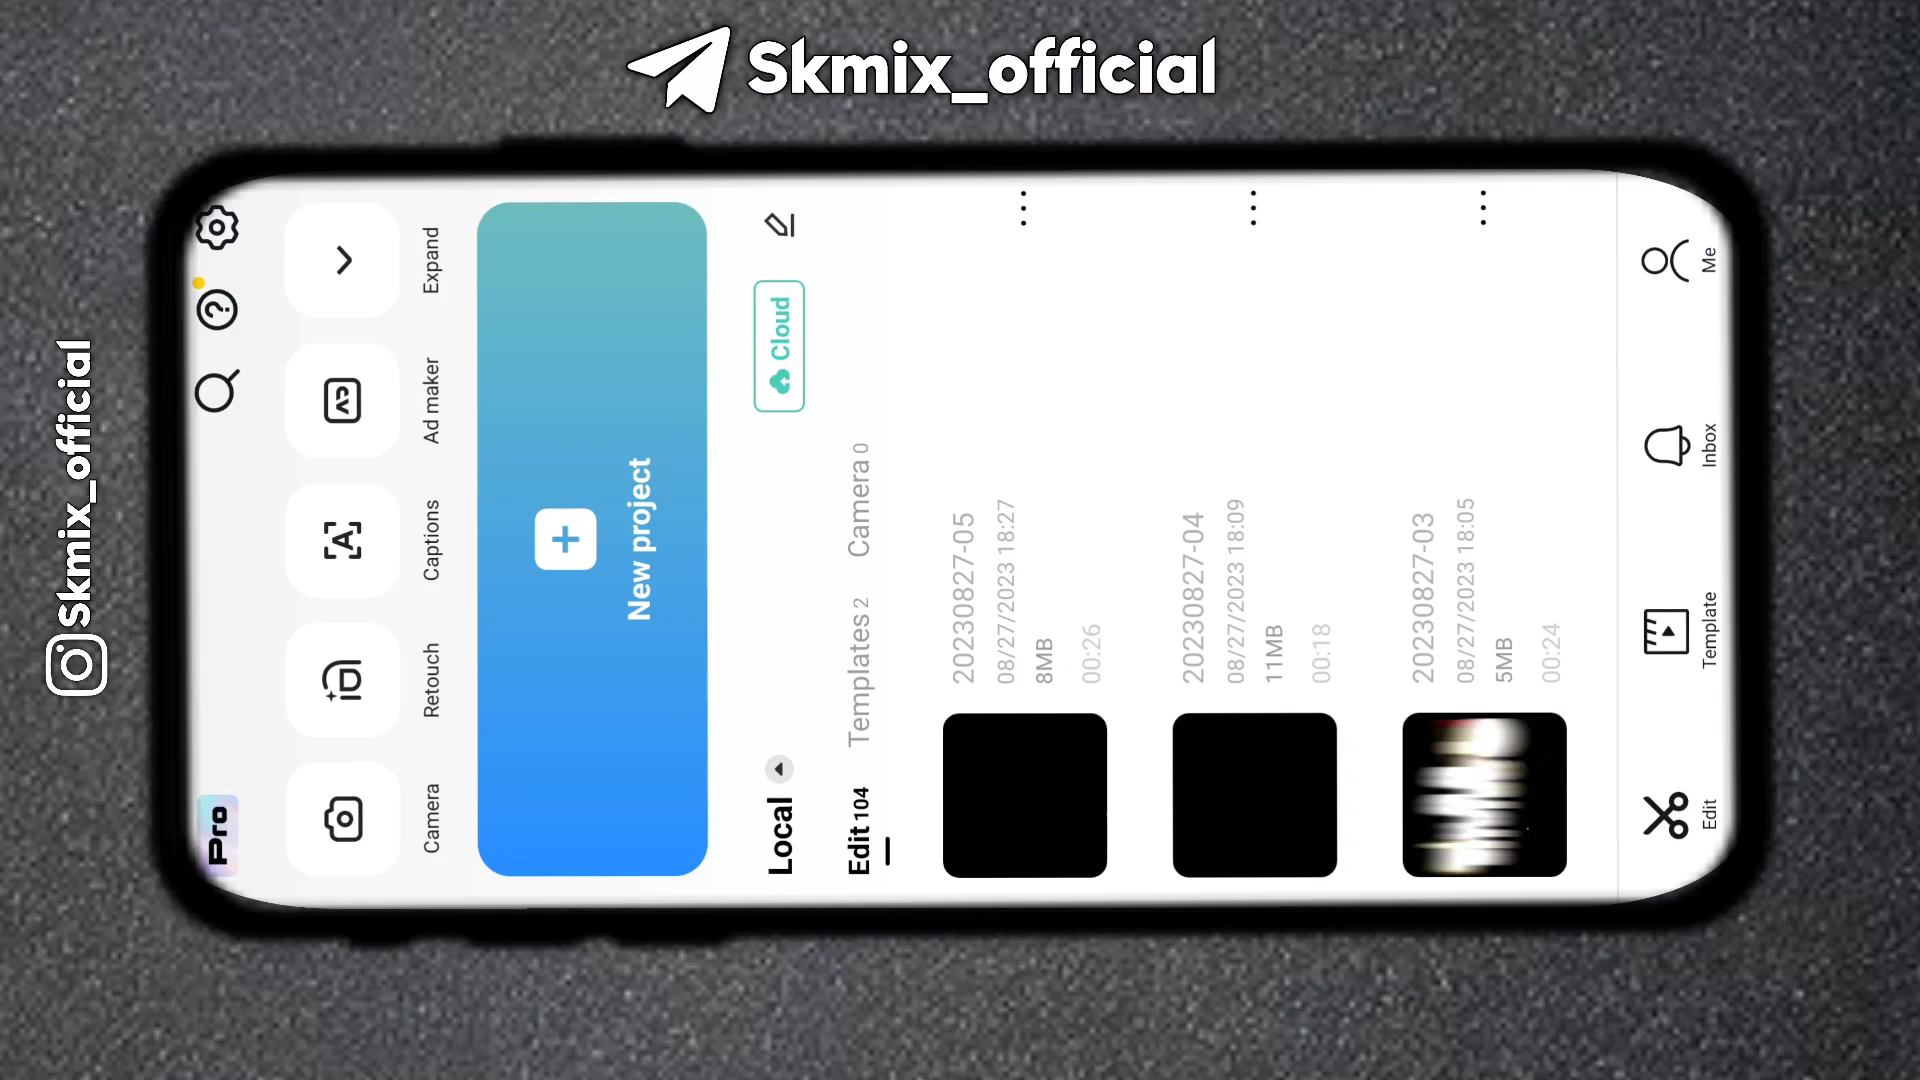 Skmix_official
Skmix_official
Pro
Camera
Retouch
Captions
Ad maker
Expand
New project
Local
Cloud
Edit 104
Templates 2
Camera 0
20230827-05
08/27/2023 18:27
8MB
00:26
20230827-04
08/27/2023 18:09
11MB
00:18
20230827-03
08/27/2023 18:05
5MB
00:24
Edit
Template
Inbox
Me